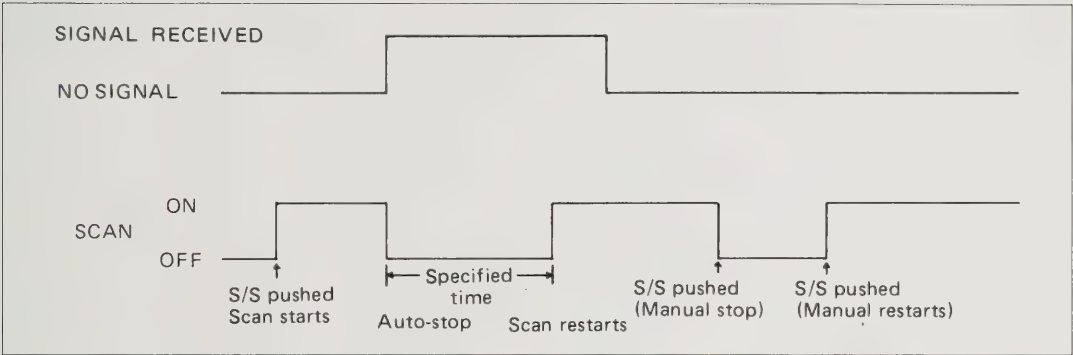 SIGNAL RECEIVED
NO SIGNAL
ON
SCAN
OFF
Specified
time
S/S pushed
Scan starts
Auto-stop
Scan restarts
S/S pushed
(Manual stop)
S/S pushed
(Manual restarts)